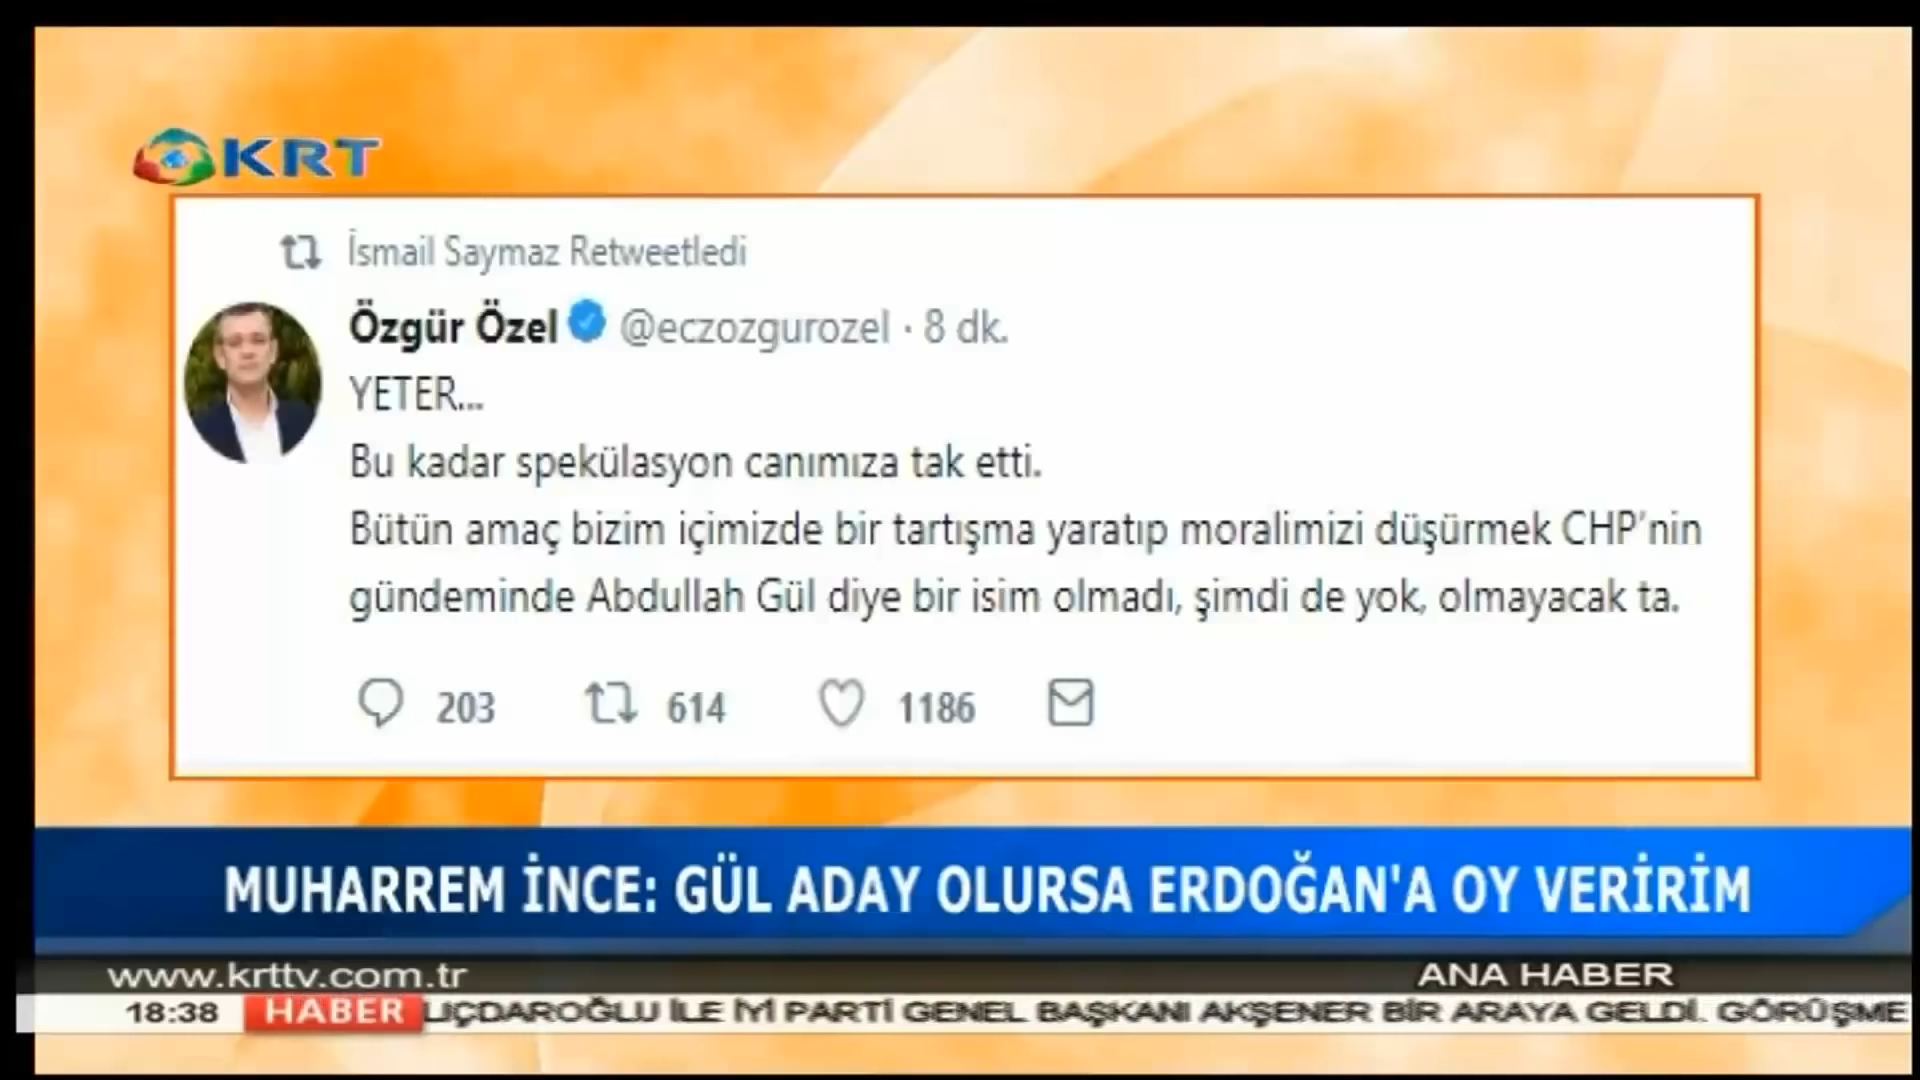 KRT
İsmail Saymaz Retweetledi
Özgür Özel @eczozgurozel · 8 dk.
YETER...
Bu kadar spekülasyon canımıza tak etti.
Bütün amaç bizim içimizde bir tartışma yaratıp moralimizi düşürmek CHP'nin
gündeminde Abdullah Gül diye bir isim olmadı, şimdi de yok, olmayacak ta.
203 614 1186
MUHARREM İNCE: GÜL ADAY OLURSA ERDOĞAN'A OY VERİRİM
www.krttv.com.tr ANA HABER
18:38 HABER LIÇDAROĞLU İLE İYİ PARTİ GENEL BAŞKANI AKŞENER BİR ARAYA GELDİ. GÖRÜŞME